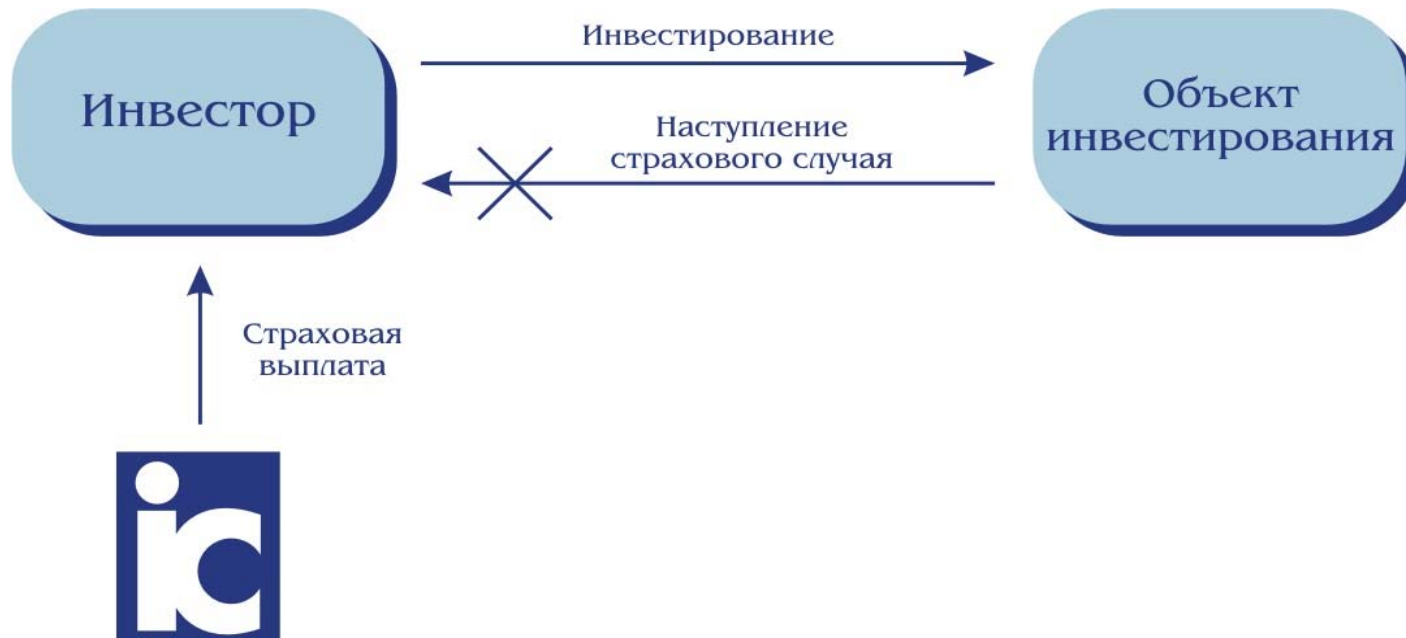 Инвестирование
Инвестор
Объект
инвестирования
Наступление
страхового случая
Страховая
выплата
ic